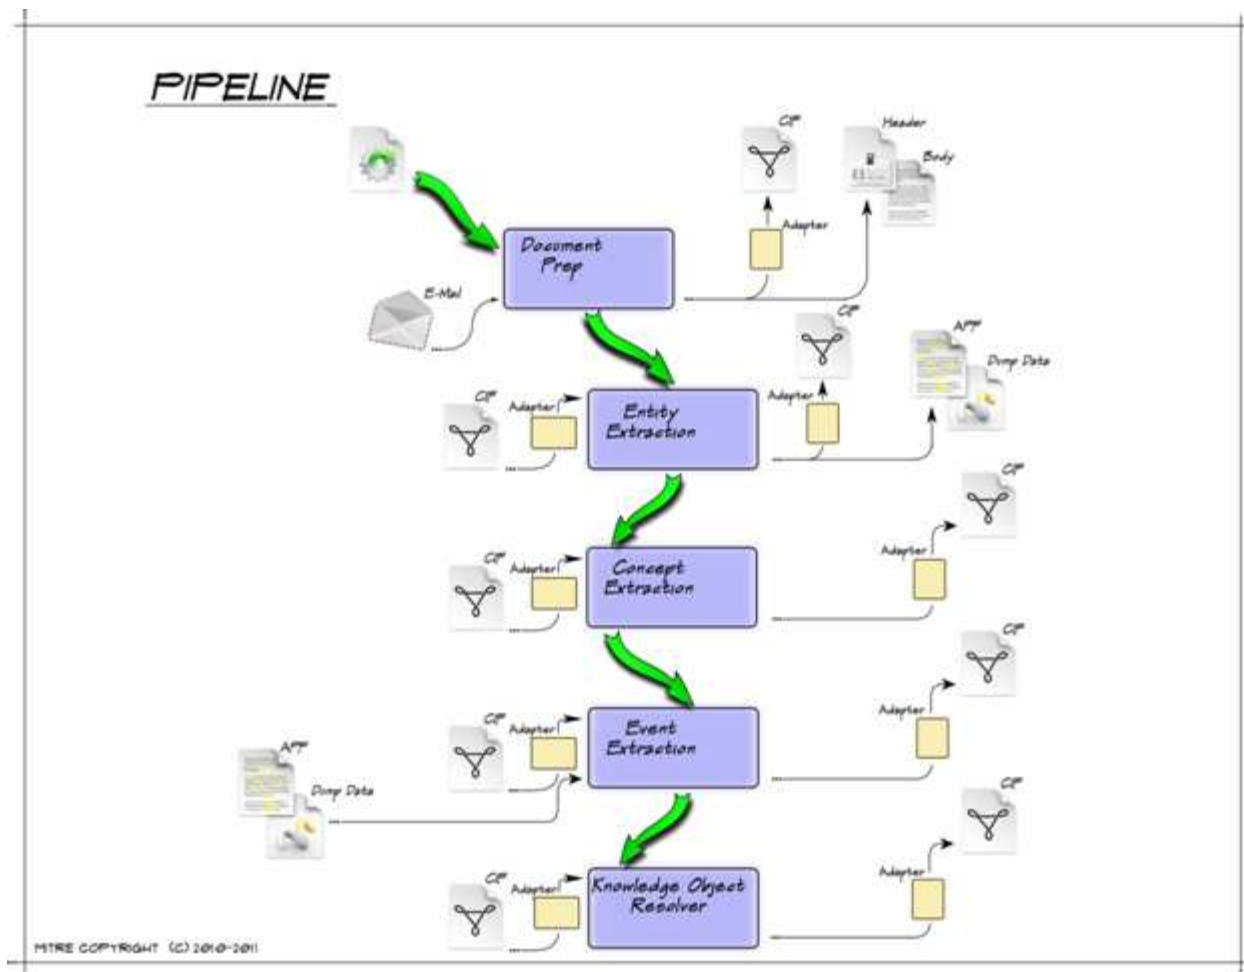 PIPELINE
CIF
Header
Body
Adapter
Document
Prep
E-Mail
CIF
APF
Data
Adapter
CIF
Adapter
Entity
Extraction
CIF
Adapter
CIF
Adapter
Concept
Extraction
CIF
Adapter
CIF
Adapter
Event
Extraction
APF
Data
CIF
Adapter
CIF
Adapter
Knowledge Object
Resolver
MITRE COPYRIGHT (C) 2010-2011